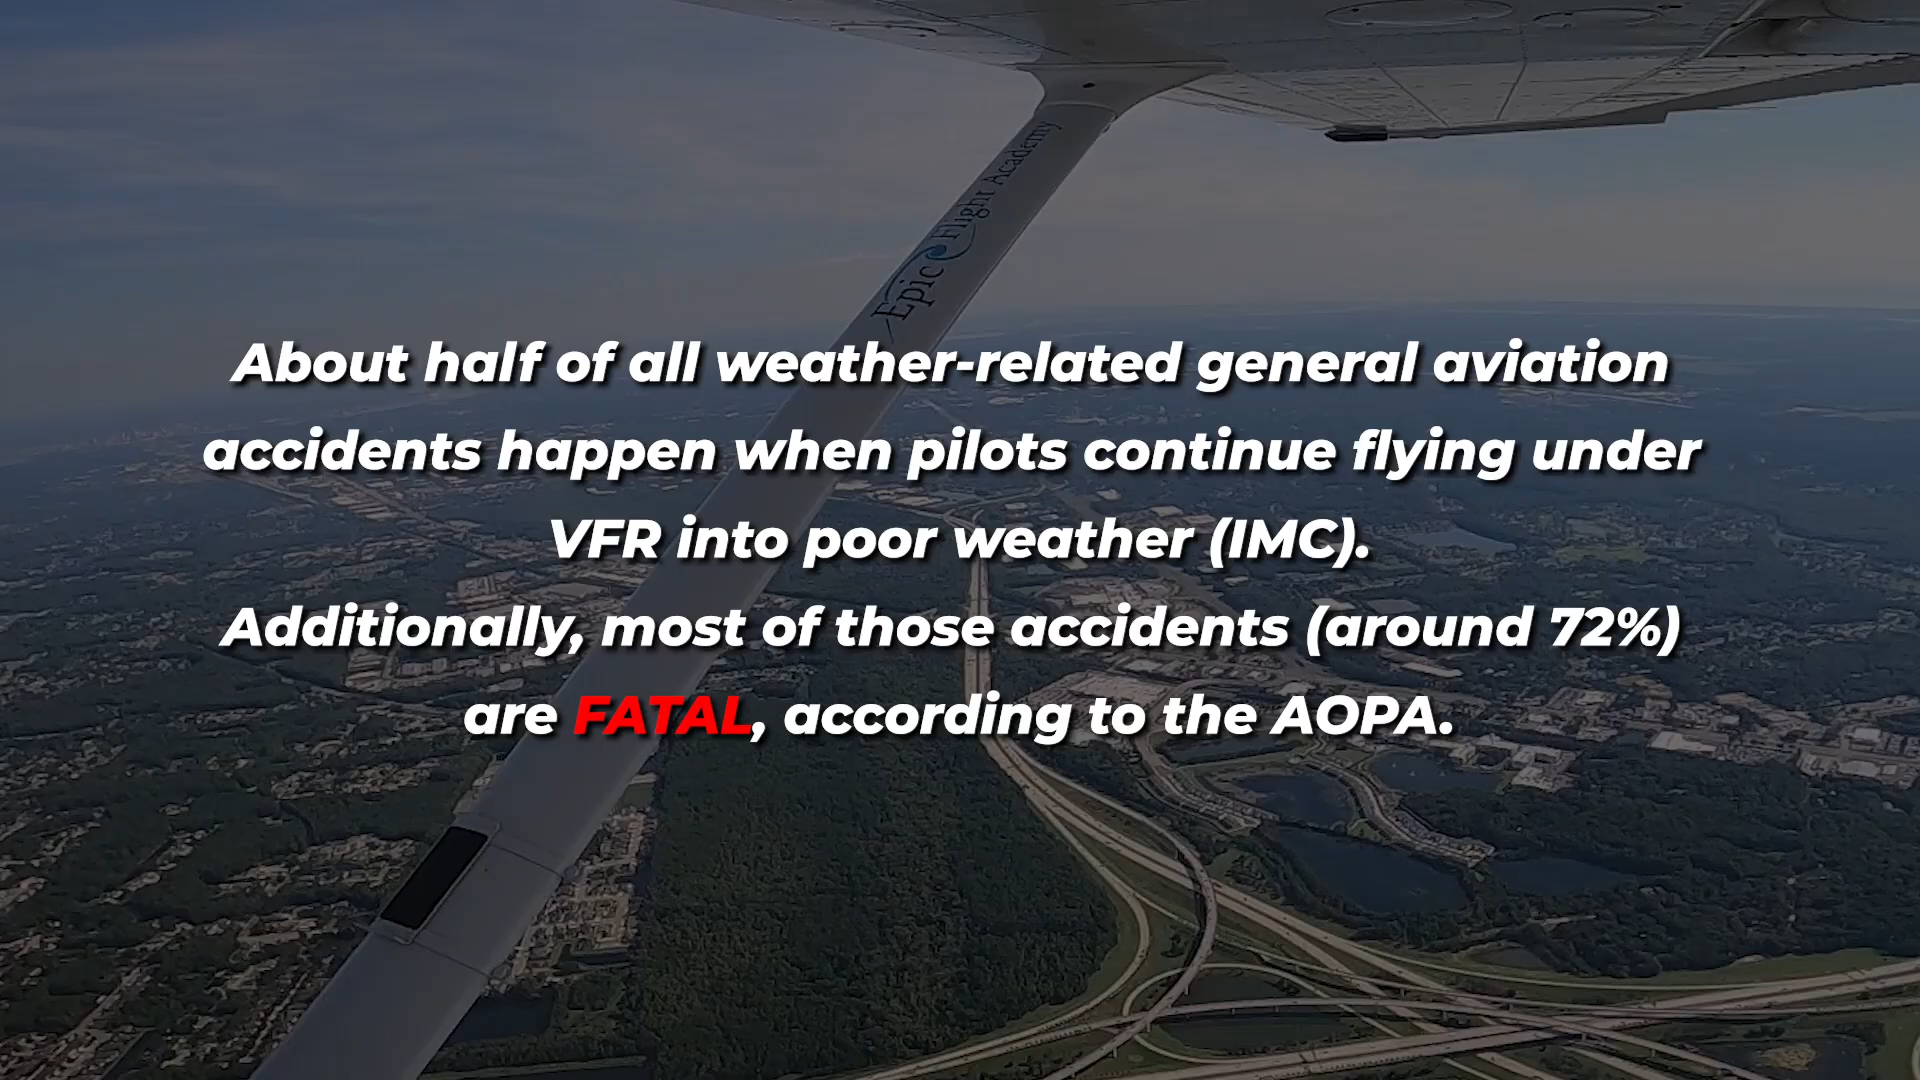 Epic Flight Academy
About half of all weather-related general aviation
accidents happen when pilots continue flying under
VFR into poor weather (IMC).
Additionally, most of those accidents (around 72%)
are FATAL, according to the AOPA.